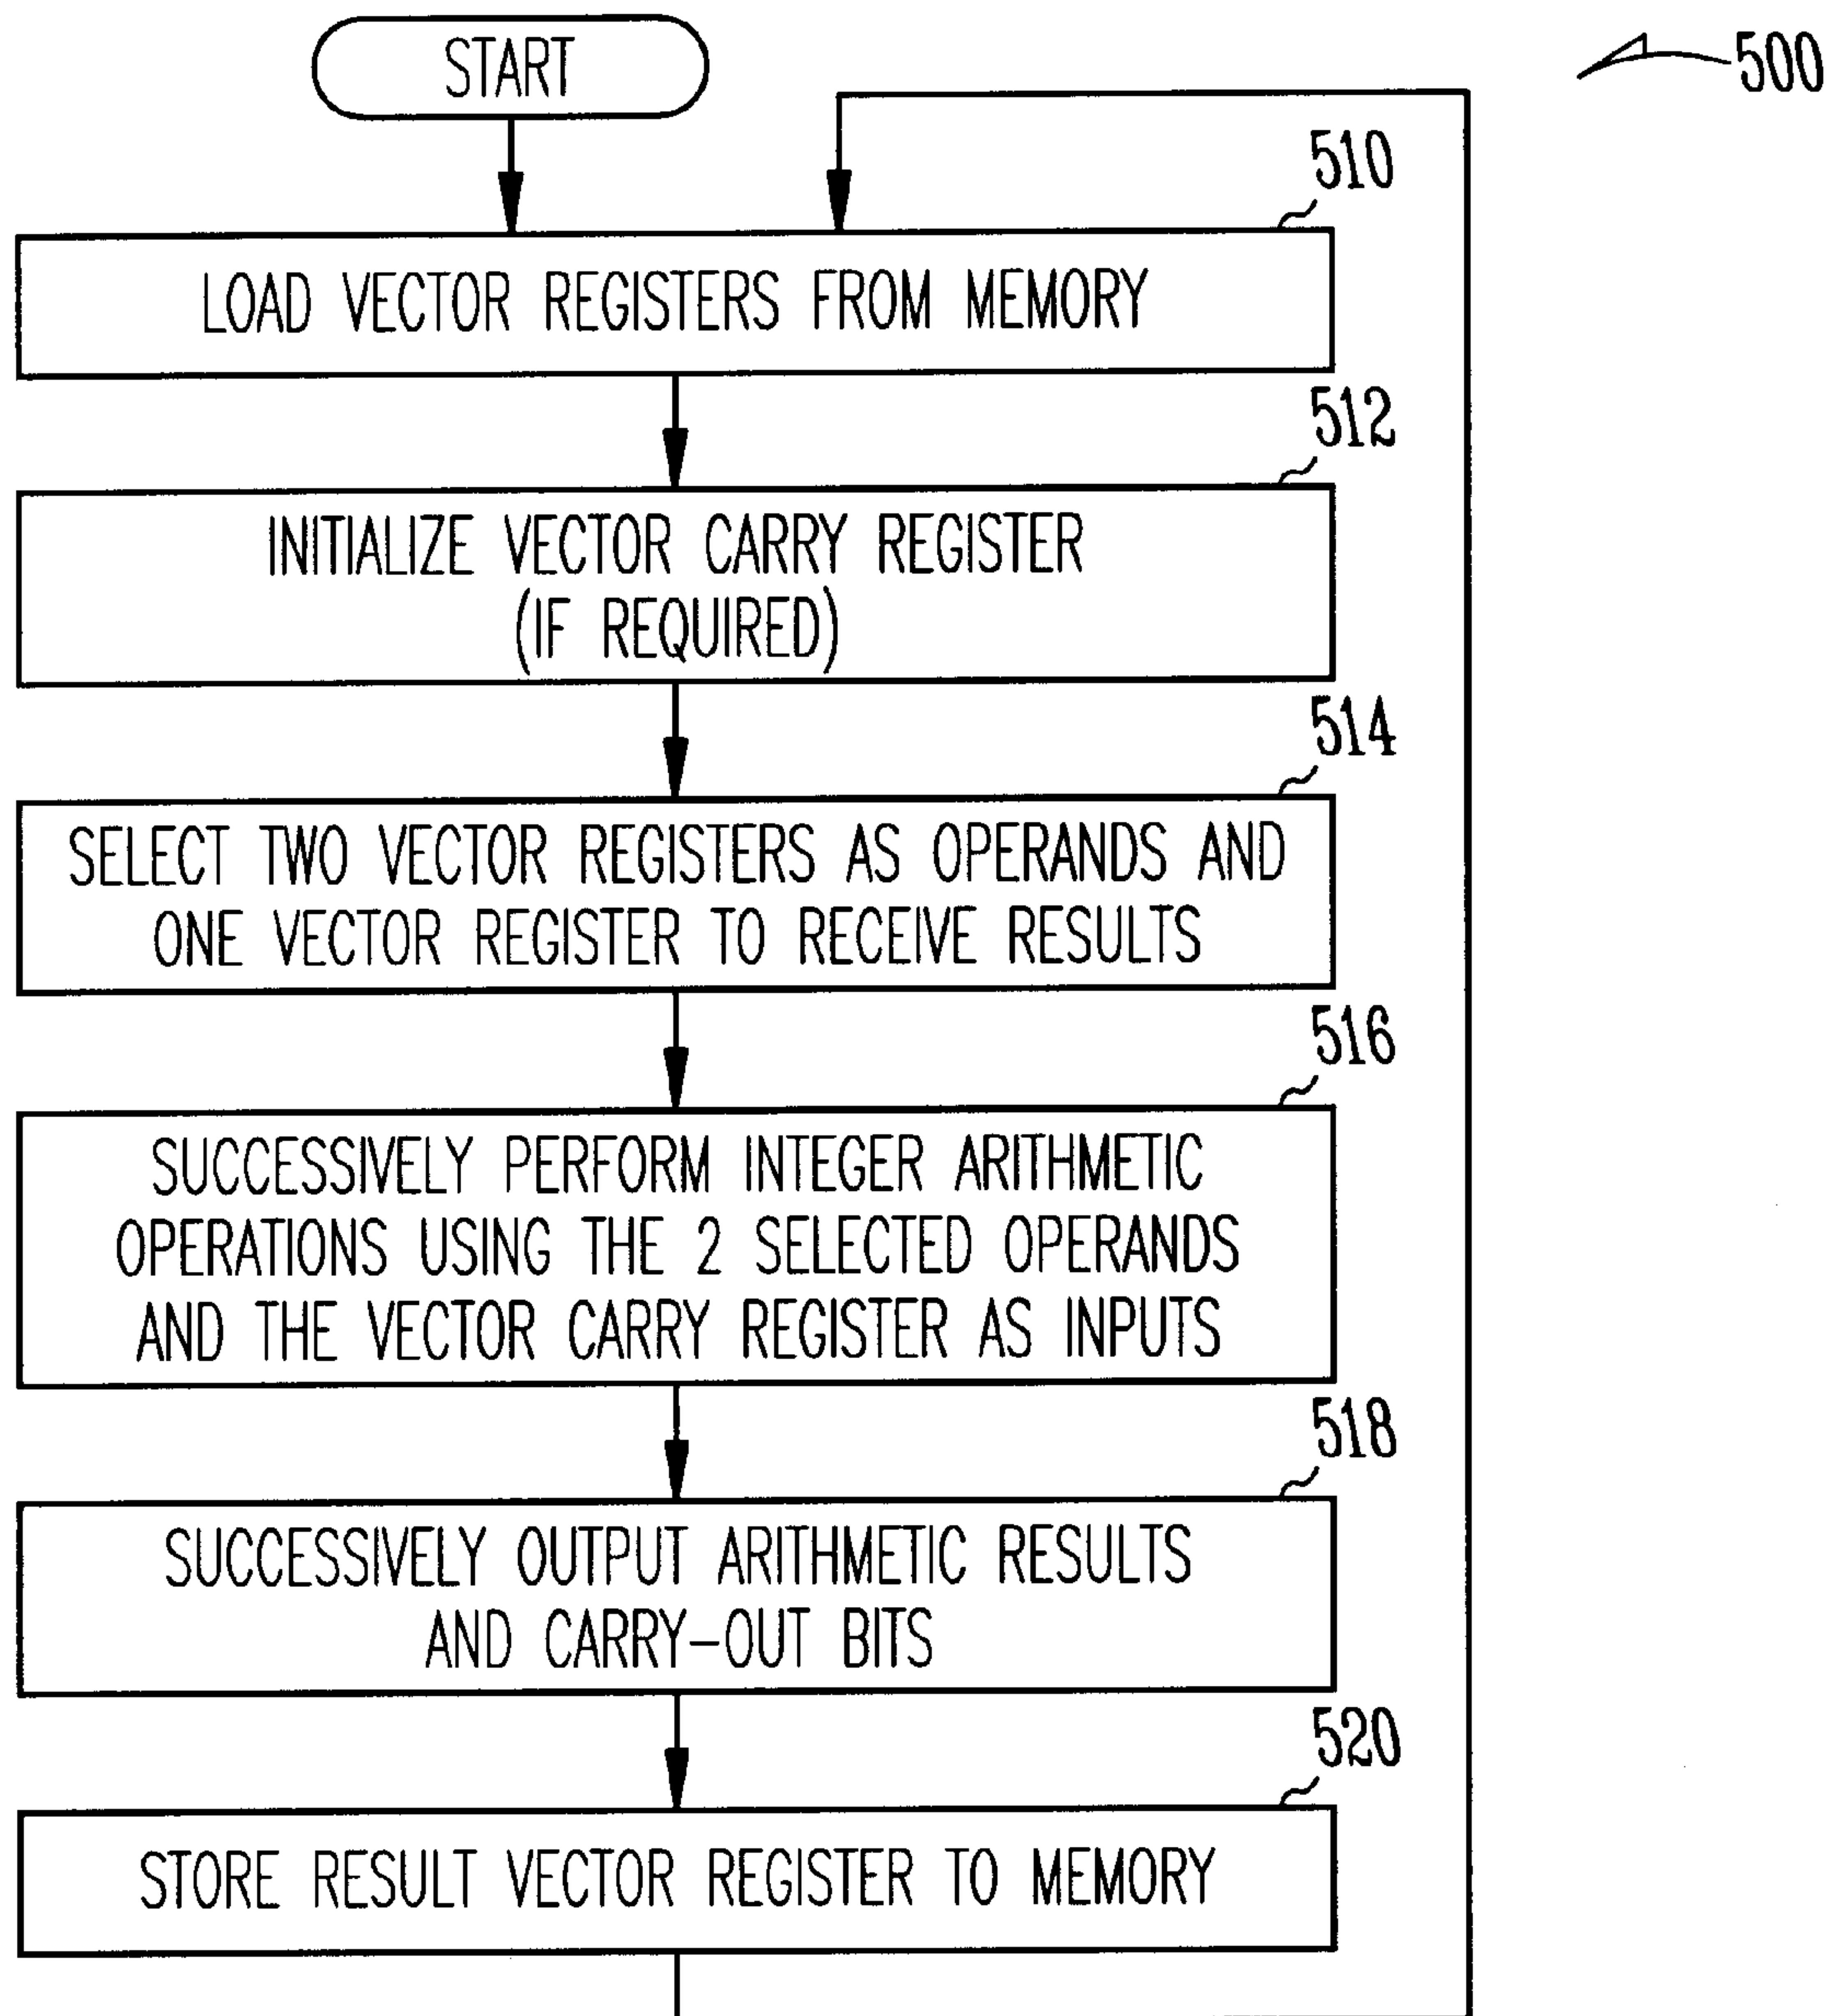 START
500
510
LOAD VECTOR REGISTERS FROM MEMORY
512
INITIALIZE VECTOR CARRY REGISTER
(IF REQUIRED)
514
SELECT TWO VECTOR REGISTERS AS OPERANDS AND
ONE VECTOR REGISTER TO RECEIVE RESULTS
516
SUCCESSIVELY PERFORM INTEGER ARITHMETIC
OPERATIONS USING THE 2 SELECTED OPERANDS
AND THE VECTOR CARRY REGISTER AS INPUTS
518
SUCCESSIVELY OUTPUT ARITHMETIC RESULTS
AND CARRY-OUT BITS
520
STORE RESULT VECTOR REGISTER TO MEMORY